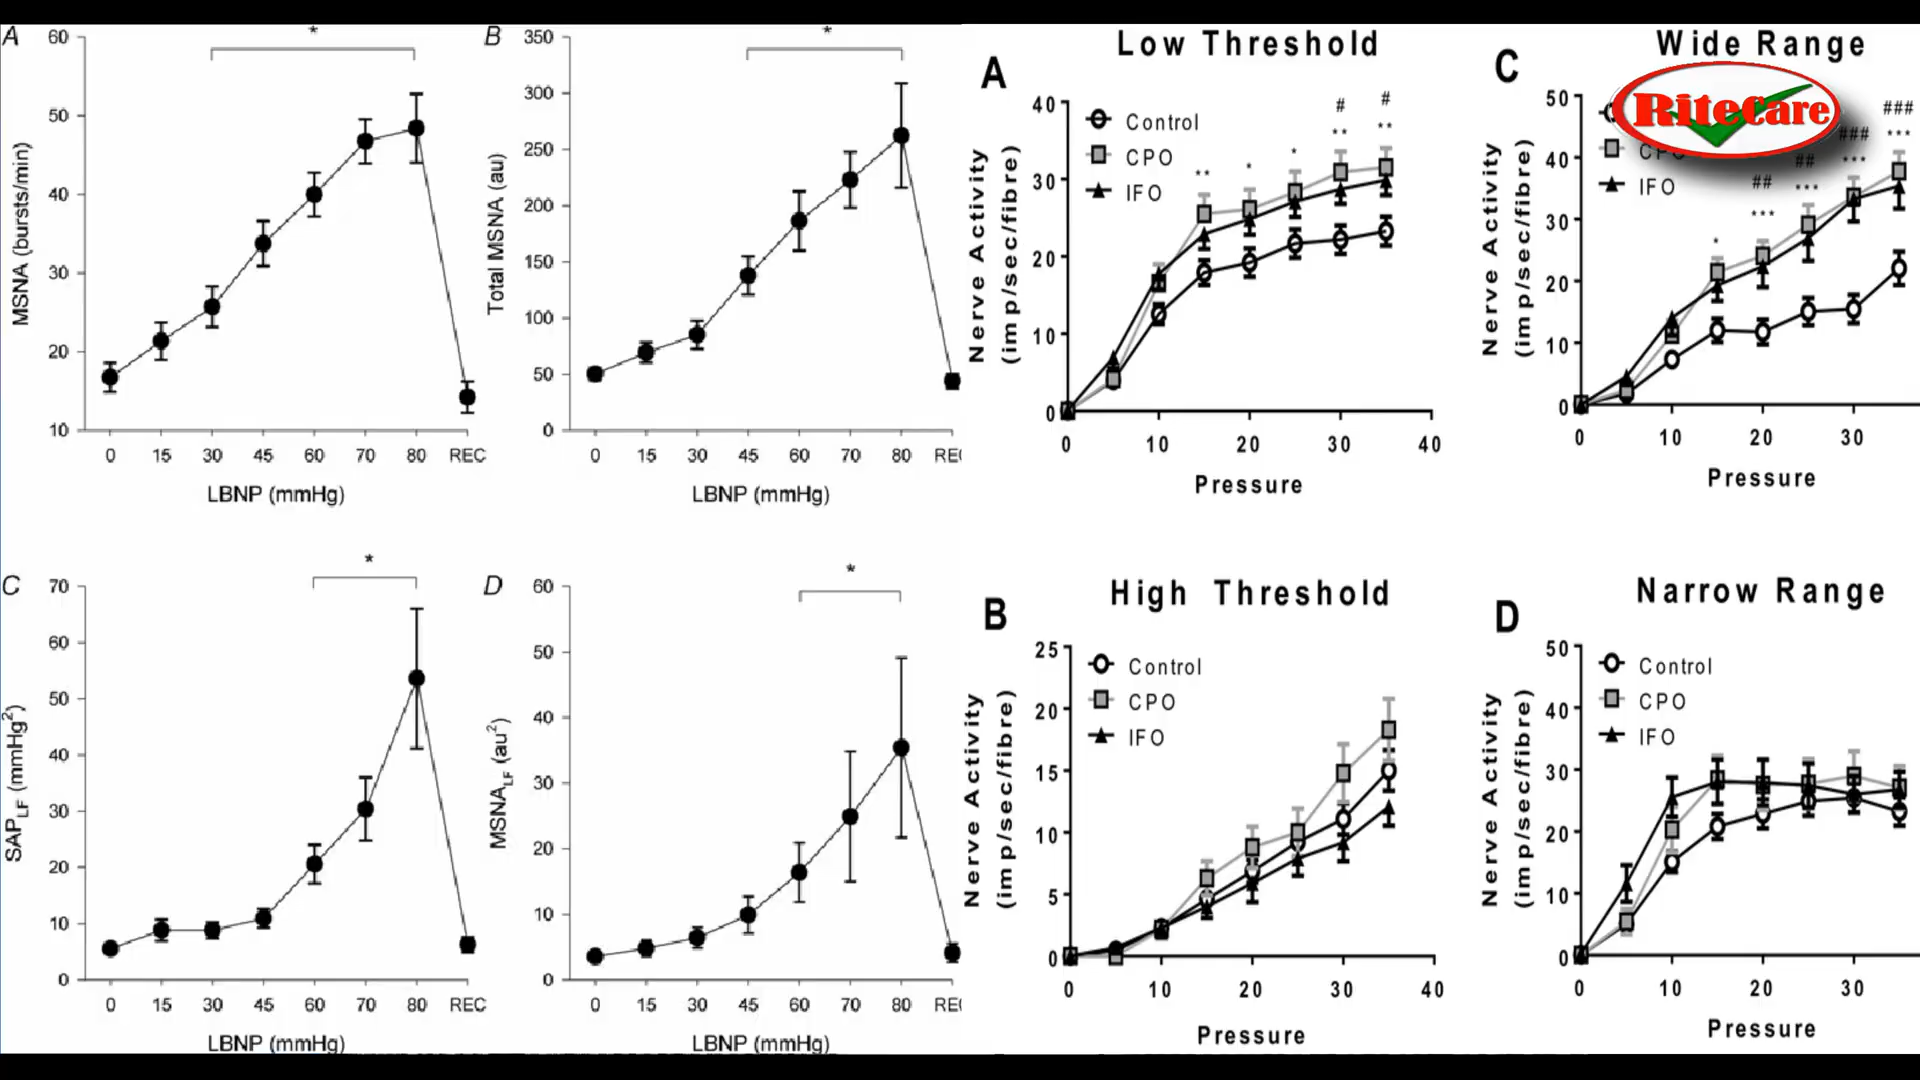 A
*
60
50
40
30
20
10
MSNA (bursts/min)
0 15 30 45 60 70 80 REC
LBNP (mmHg)
B
*
350
300
250
200
150
100
50
0
Total MSNA (au)
0 15 30 45 60 70 80
LBNP (mmHg)
C
*
70
60
50
40
30
20
10
0
SAPLF (mmHg2)
0 15 30 45 60 70 80 REC
LBNP (mmHg)
D
*
60
50
40
30
20
10
0
MSNALF (au2)
0 15 30 45 60 70 80
LBNP (mmHg)
A
Low Threshold
Control
CPO
IFO
# #
** * * ** **
40
30
20
10
0
Nerve Activity
(imp/sec/fibre)
0 10 20 30 40
Pressure
C
Wide Range
RiteCare
IFO
## ## ### ###
* *** *** *** ***
50
40
30
20
10
0
Nerve Activity
(imp/sec/fibre)
0 10 20 30
Pressure
B
High Threshold
Control
CPO
IFO
25
20
15
10
5
0
Nerve Activity
(imp/sec/fibre)
0 10 20 30 40
Pressure
D
Narrow Range
Control
CPO
IFO
50
40
30
20
10
0
Nerve Activity
(imp/sec/fibre)
0 10 20 30
Pressure